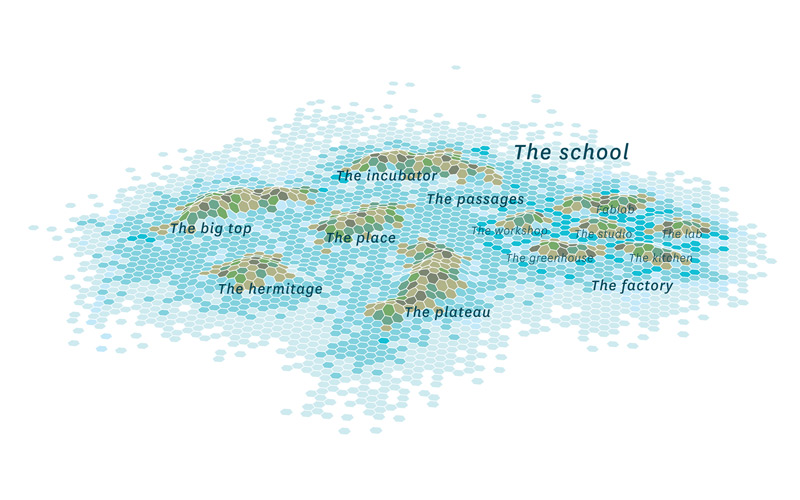 The school
The incubator
The passages
Fablab
The big top
The place
The workshop
The studio
The lab
The greenhouse
The kitchen
The hermitage
The factory
The plateau